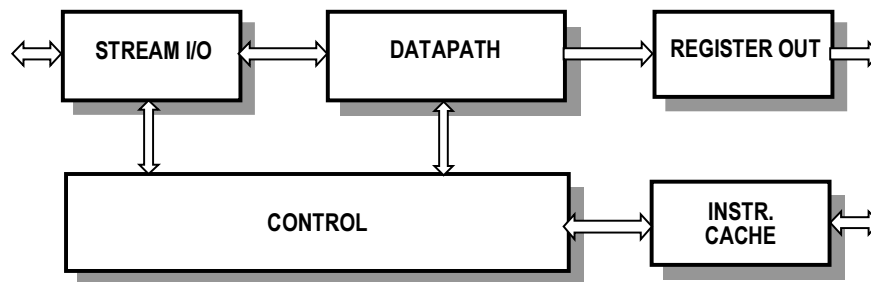 STREAM I/O
DATAPATH
REGISTER OUT
CONTROL
INSTR.
CACHE